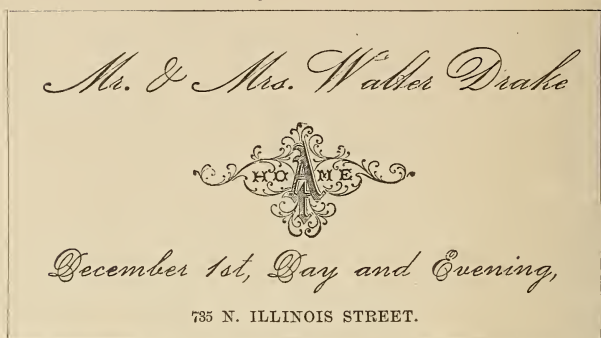 Mr. & Mrs. Walter Drake
AT HOME
December 1st, Day and Evening,
735 N. ILLINOIS STREET.